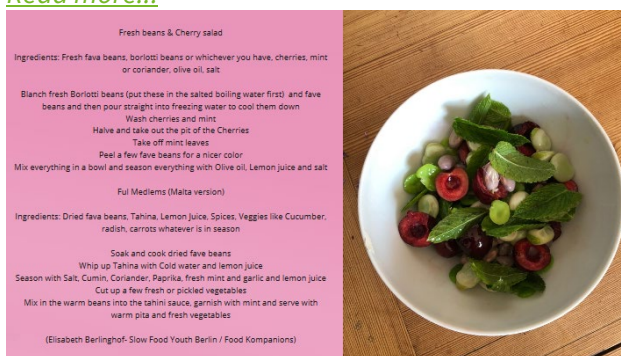 Read more...
Fresh beans & Cherry salad
Ingredients: Fresh fava beans, borlotti beans or whichever you have, cherries, mint
or coriander, olive oil, salt
Blanch fresh Borlotti beans (put these in the salted boiling water first) and fave
beans and then pour straight into freezing water to cool them down
Wash cherries and mint
Halve and take out the pit of the Cherries
Take off mint leaves
Peel a few fave beans for a nicer color
Mix everything in a bowl and season everything with Olive oil, Lemon juice and salt
Ful Medlems (Malta version)
Ingredients: Dried fava beans, Tahina, Lemon Juice, Spices, Veggies like Cucumber,
radish, carrots whatever is in season
Soak and cook dried fave beans
Whip up Tahina with Cold water and lemon juice
Season with Salt, Cumin, Coriander, Paprika, fresh mint and garlic and lemon juice
Cut up a few fresh or pickled vegetables
Mix in the warm beans into the tahini sauce, garnish with mint and serve with
warm pita and fresh vegetables
(Elisabeth Berlinghof- Slow Food Youth Berlin / Food Kompanions)